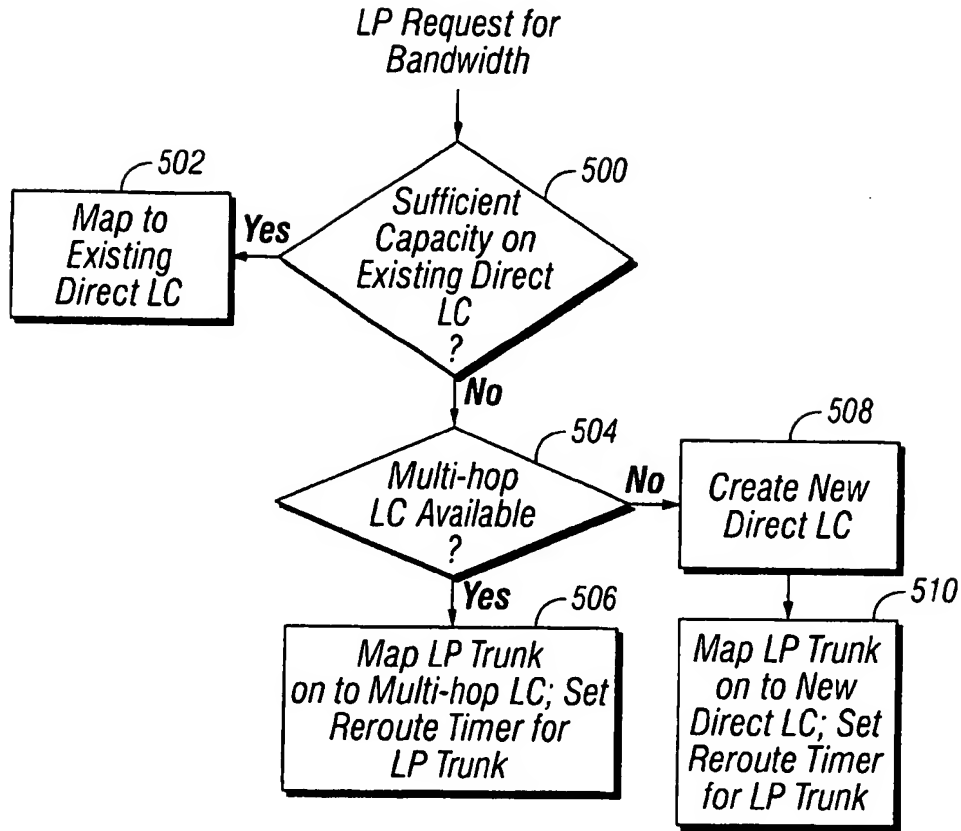 LP Request for
Bandwidth
502
500
Map to
Existing
Direct LC
Yes
Sufficient
Capacity on
Existing Direct
LC
?
No
504
508
Multi-hop
LC Available
?
No
Create New
Direct LC
Yes
506
510
Map LP Trunk
on to Multi-hop LC; Set
Reroute Timer for
LP Trunk
Map LP Trunk
on to New
Direct LC; Set
Reroute Timer
for LP Trunk